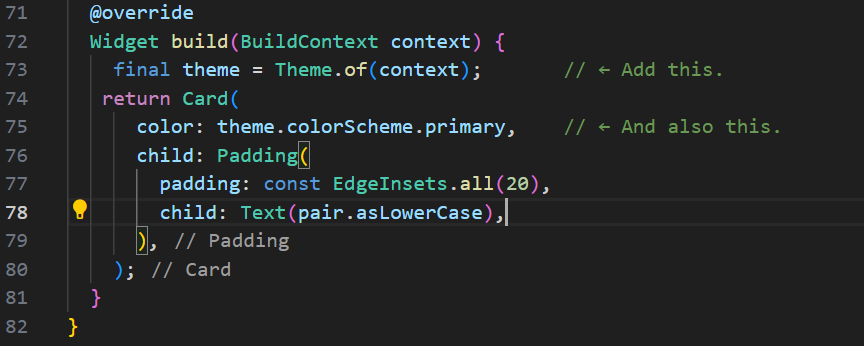 71 @override
72 Widget build(BuildContext context) {
73 final theme = Theme.of(context); // ← Add this.
74 return Card(
75 color: theme.colorScheme.primary, // ← And also this.
76 child: Padding(
77 padding: const EdgeInsets.all(20),
78 child: Text(pair.asLowerCase),
79 ), // Padding
80 ); // Card
81 }
82 }